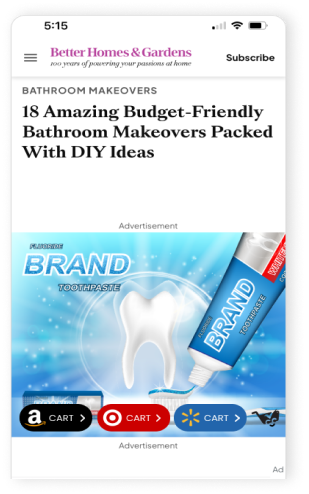 5:15
Better Homes & Gardens
100 years of powering your passions at home
Subscribe
BATHROOM MAKEOVERS
18 Amazing Budget-Friendly
Bathroom Makeovers Packed
With DIY Ideas
Advertisement
FLUORIDE
BRAND
TOOTHPASTE
FLUORIDE
BRAND
TOOTHPASTE
a CART >
CART >
CART >
Advertisement
Ad